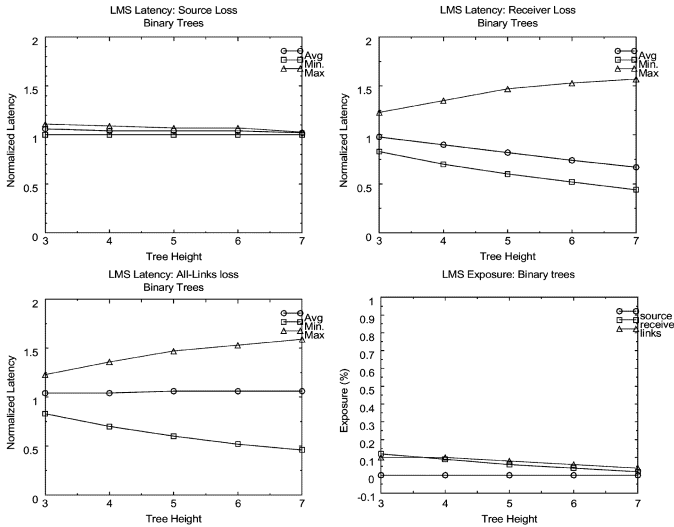 LMS Latency: Source Loss
Binary Trees
2
1.5
1
0.5
0
3 4 5 6 7
Normalized Latency
Tree Height
Avg
Min.
Max
LMS Latency: Receiver Loss
Binary Trees
2
1.5
1
0.5
0
3 4 5 6 7
Normalized Latency
Tree Height
Avg
Min.
Max
LMS Latency: All-Links loss
Binary Trees
2
1.5
1
0.5
0
3 4 5 6 7
Normalized Latency
Tree Height
Avg
Min.
Max
LMS Exposure: Binary trees
1
0.9
0.8
0.7
0.6
0.5
0.4
0.3
0.2
0.1
0
-0.1
3 4 5 6 7
Exposure (%)
Tree Height
source
receive
links